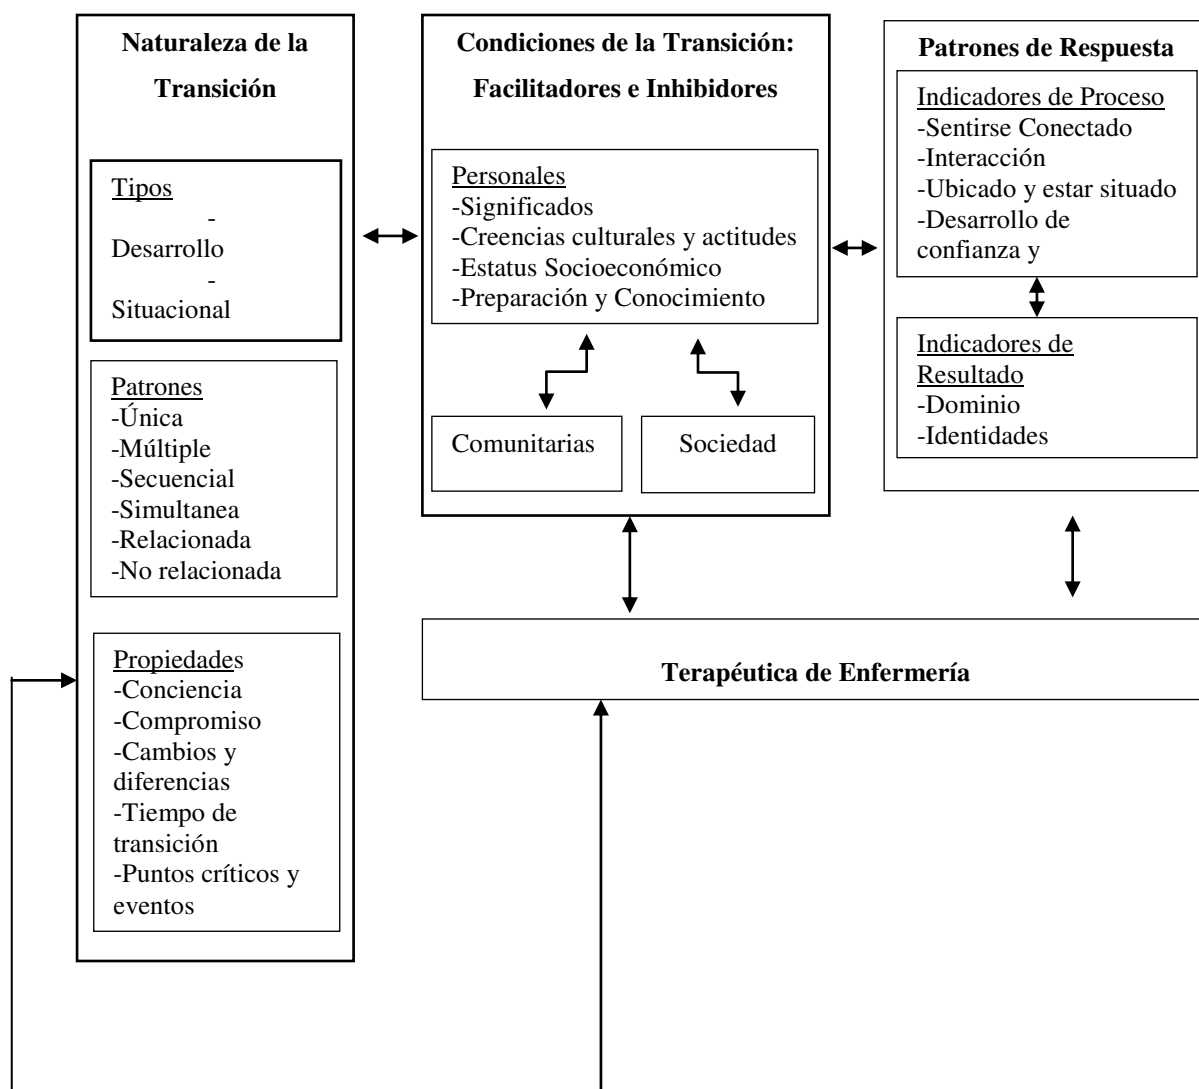 Naturaleza de la
Transición
Tipos
-
Desarrollo
-
Situacional
Patrones
-Única
-Múltiple
-Secuencial
-Simultanea
-Relacionada
-No relacionada
Propiedades
-Conciencia
-Compromiso
-Cambios y
diferencias
-Tiempo de
transición
-Puntos críticos y
eventos
Condiciones de la Transición:
Facilitadores e Inhibidores
Personales
-Significados
-Creencias culturales y actitudes
-Estatus Socioeconómico
-Preparación y Conocimiento
Comunitarias
Sociedad
Patrones de Respuesta
Indicadores de Proceso
-Sentirse Conectado
-Interacción
-Ubicado y estar situado
-Desarrollo de
confianza y
Indicadores de
Resultado
-Dominio
-Identidades
Terapéutica de Enfermería